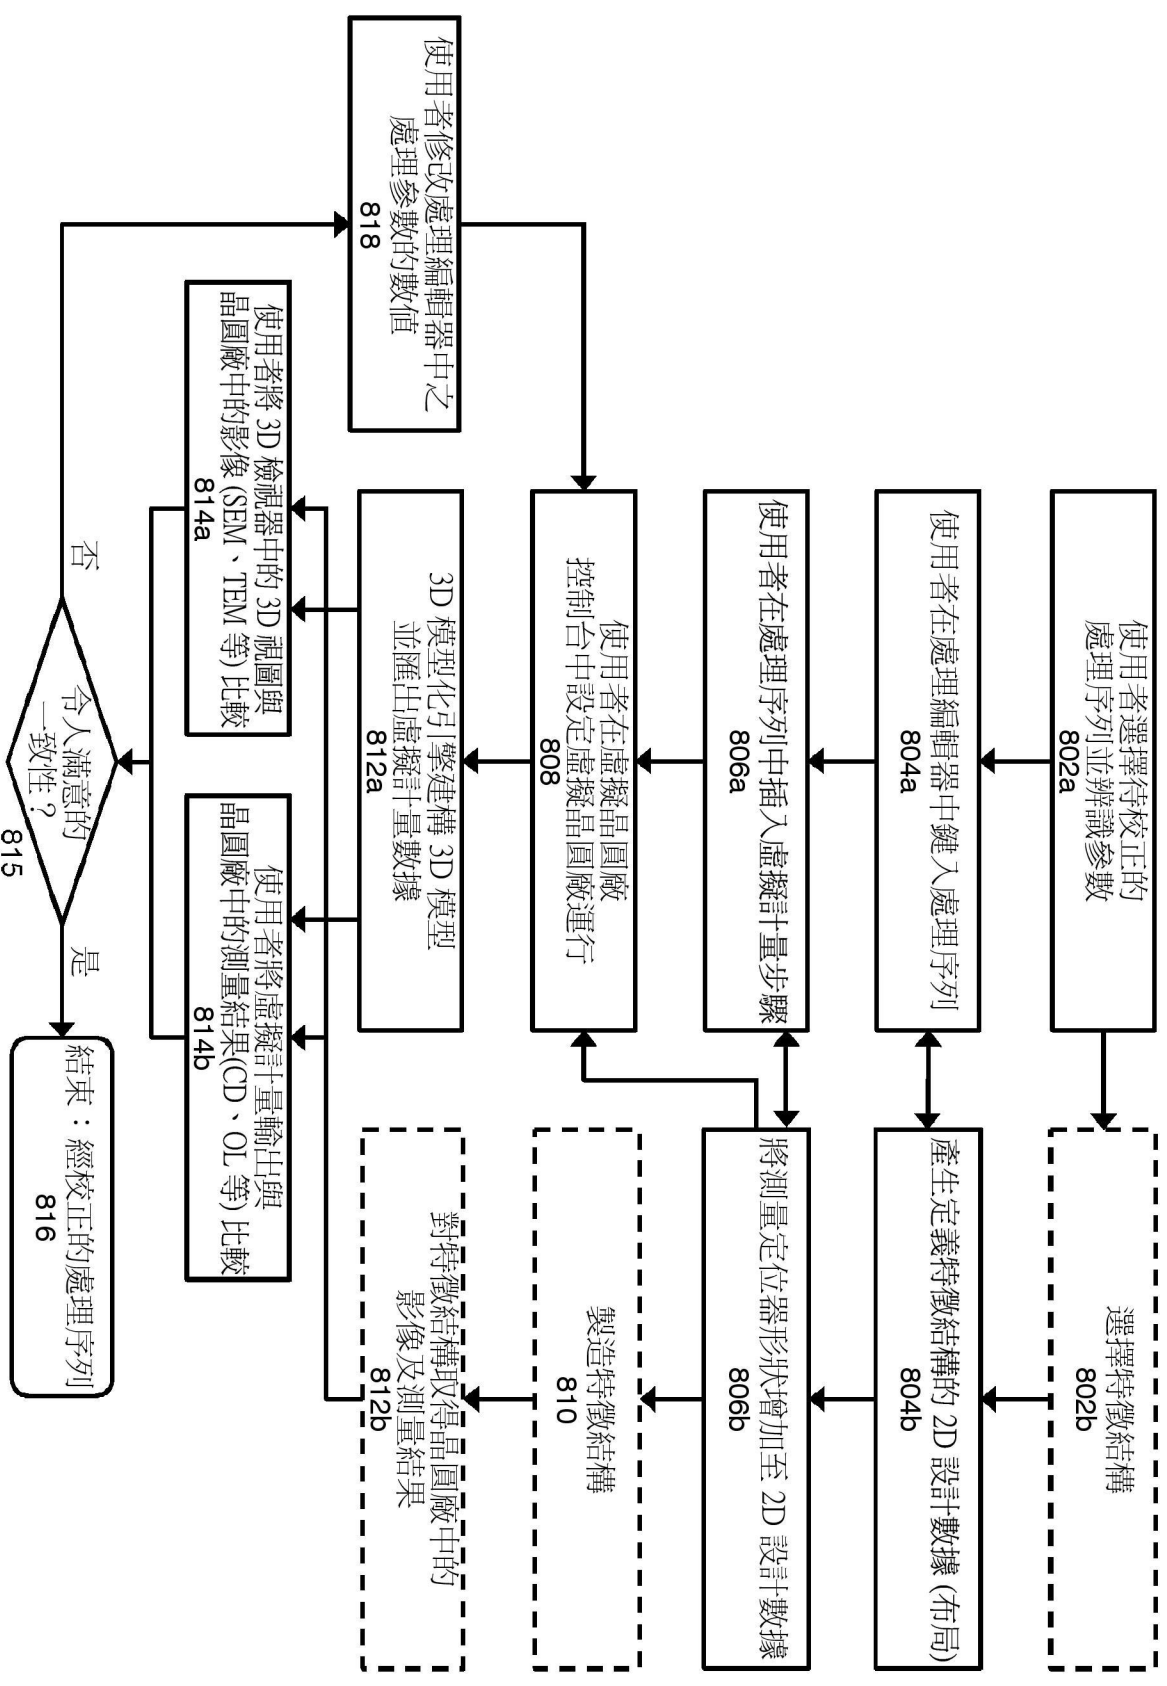 使用者選擇待校正的
處理序列並辨識參數
802a
選擇特徵結構
802b
使用者在處理編輯器中鍵入處理序列
804a
產生定義特徵結構的 2D 設計數據 (布局)
804b
使用者在處理序列中插入虛擬計量步驟
806a
將測量定位器形狀增加至 2D 設計數據
806b
使用者在虛擬晶圓廠
控制台中設定虛擬晶圓廠運行
808
製造特徵結構
810
使用者修改處理編輯器中之
處理參數的數值
818
3D 模型化引擎建構 3D 模型
並匯出虛擬計量數據
812a
對特徵結構取得晶圓廠中的
影像及測量結果
812b
使用者將 3D 檢視器中的 3D 視圖與
晶圓廠中的影像 (SEM、TEM 等) 比較
814a
使用者將虛擬計量輸出與
晶圓廠中的測量結果(CD、OL 等) 比較
814b
否
令人滿意的
一致性？
815
是
結束：經校正的處理序列
816